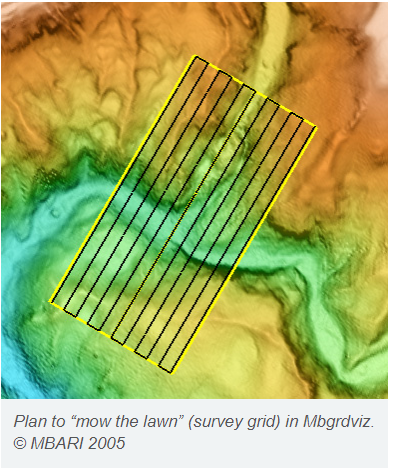 Plan to “mow the lawn” (survey grid) in Mbgrdviz.
© MBARI 2005